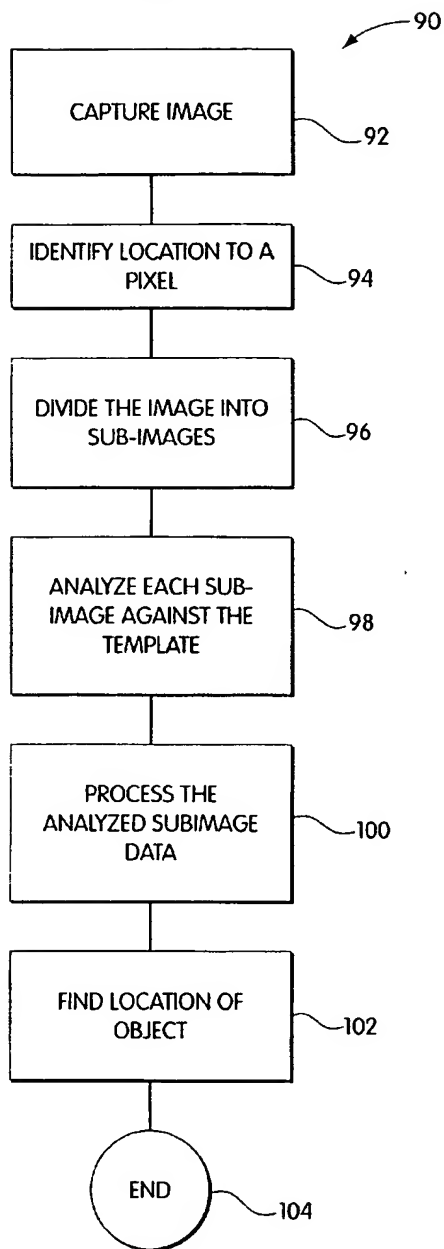 90
CAPTURE IMAGE
92
IDENTIFY LOCATION TO A
PIXEL
94
DIVIDE THE IMAGE INTO
SUB-IMAGES
96
ANALYZE EACH SUB-
IMAGE AGAINST THE
TEMPLATE
98
PROCESS THE
ANALYZED SUBIMAGE
DATA
100
FIND LOCATION OF
OBJECT
102
END
104